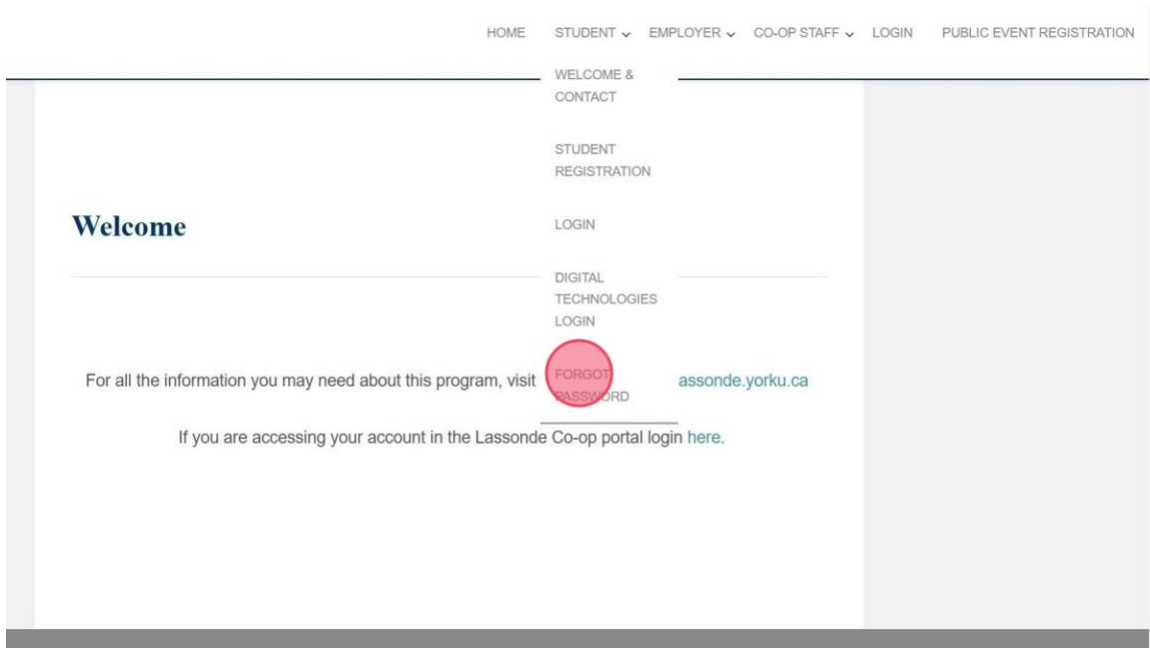 HOME STUDENT EMPLOYER CO-OP STAFF LOGIN PUBLIC EVENT REGISTRATION
WELCOME &
CONTACT
STUDENT
REGISTRATION
LOGIN
DIGITAL
TECHNOLOGIES
LOGIN
FORGOT
PASSWORD
Welcome
For all the information you may need about this program, visit assonde.yorku.ca
If you are accessing your account in the Lassonde Co-op portal login here.